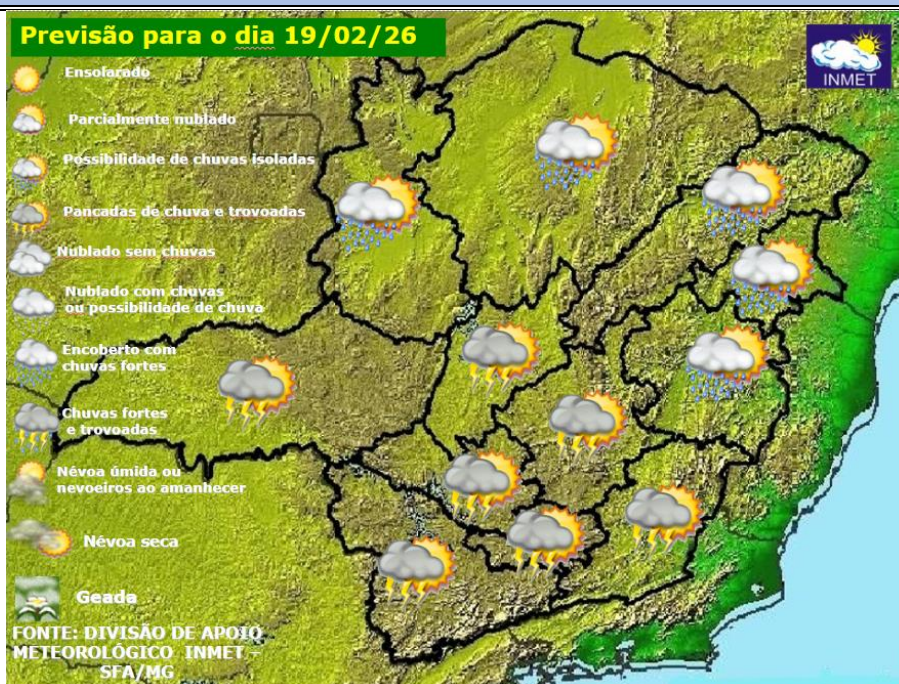 Previsão para o dia 19/02/26
INMET
Ensolarado
Parcialmente nublado
Possibilidade de chuvas isoladas
Pancadas de chuva e trovoadas
Nublado sem chuvas
Nublado com chuvas
ou possibilidade de chuva
Encoberto com
chuvas fortes
Chuvas fortes
e trovoadas
Névoa úmida ou
nevoeiros ao amanhecer
Névoa seca
Geada
FONTE: DIVISÃO DE APOIO
METEOROLÓGICO INMET –
SFA/MG